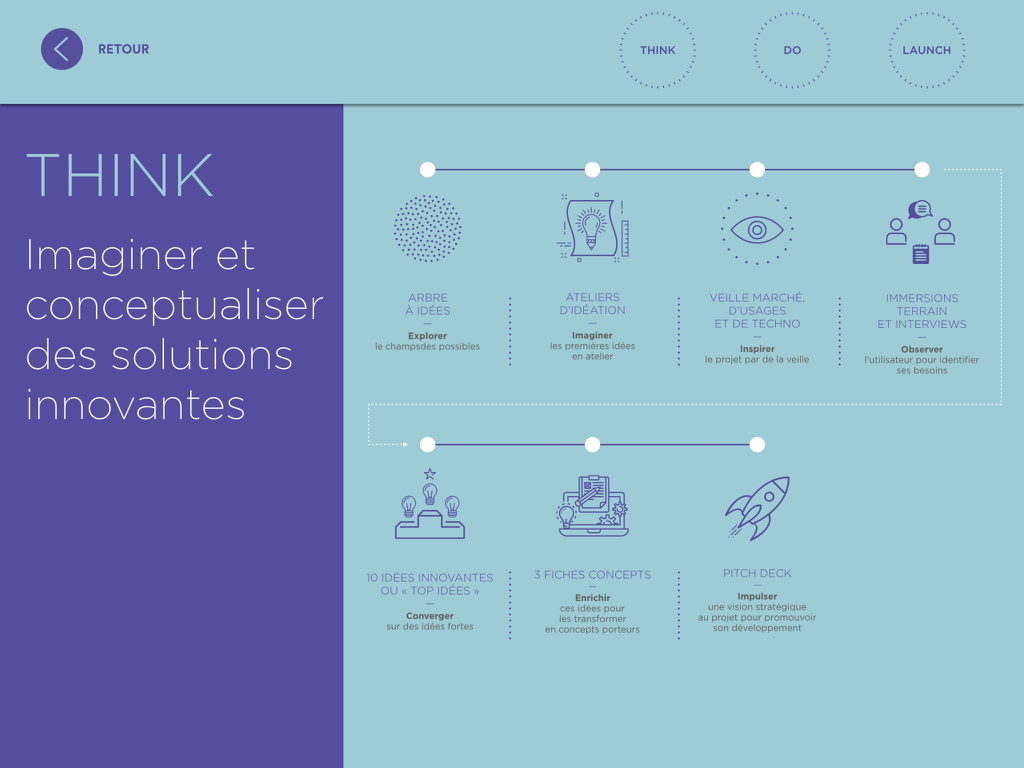 RETOUR
THINK
DO
LAUNCH
THINK
Imaginer et
conceptualiser
des solutions
innovantes
ARBRE
À IDÉES
—
Explorer
le champsdes possibles
ATELIERS
D'IDÉATION
—
Imaginer
les premières idées
en atelier
VEILLE MARCHÉ,
D'USAGES
ET DE TECHNO
—
Inspirer
le projet par de la veille
IMMERSIONS
TERRAIN
ET INTERVIEWS
—
Observer
l'utilisateur pour identifier
ses besoins
10 IDÉES INNOVANTES
OU « TOP IDÉES »
—
Converger
sur des idées fortes
3 FICHES CONCEPTS
—
Enrichir
ces idées pour
les transformer
en concepts porteurs
PITCH DECK
—
Impulser
une vision stratégique
au projet pour promouvoir
son développement